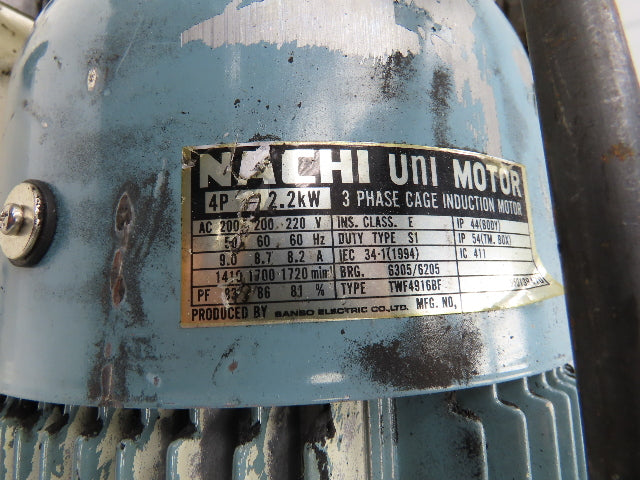 NACHI Uni MOTOR
4P 2.2kW 3 PHASE CAGE INDUCTION MOTOR
AC 200 200 220 V INS. CLASS. E IP 44(BODY)
50 60 60 Hz DUTY TYPE S1 IP 54(TM. BOX)
9.0 8.7 8.2 A IEC 34-1(1994) IC 411
1410 1700 1720 min BRG. 6305/6205
PF 86 81 % TYPE TWF4916BF
PRODUCED BY SANSO ELECTRIC CO.,LTD. MFG. NO.